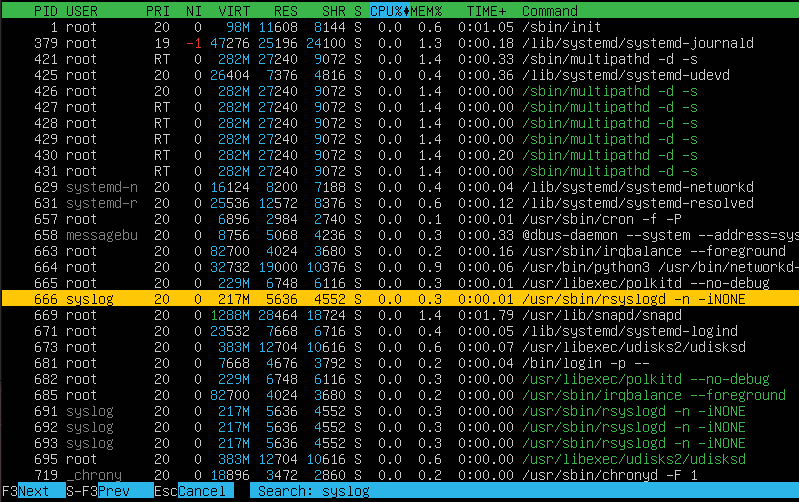 PID USER PRI NI VIRT RES SHR S CPU%♦MEM% TIME+ Command
1 root 20 0 98M 11608 8144 S 0.0 0.6 0:01.05 /sbin/init
379 root 19 -1 47276 25196 24100 S 0.0 1.3 0:00.18 /lib/systemd/systemd-journald
421 root RT 0 282M 27240 9072 S 0.0 1.4 0:00.33 /sbin/multipathd -d -s
425 root 20 0 26404 7376 4816 S 0.0 0.4 0:00.36 /lib/systemd/systemd-udevd
426 root RT 0 282M 27240 9072 S 0.0 1.4 0:00.00 /sbin/multipathd -d -s
427 root RT 0 282M 27240 9072 S 0.0 1.4 0:00.00 /sbin/multipathd -d -s
428 root RT 0 282M 27240 9072 S 0.0 1.4 0:00.00 /sbin/multipathd -d -s
429 root RT 0 282M 27240 9072 S 0.0 1.4 0:00.00 /sbin/multipathd -d -s
430 root RT 0 282M 27240 9072 S 0.0 1.4 0:00.20 /sbin/multipathd -d -s
431 root RT 0 282M 27240 9072 S 0.0 1.4 0:00.00 /sbin/multipathd -d -s
629 systemd-n 20 0 16124 8200 7188 S 0.0 0.4 0:00.04 /lib/systemd/systemd-networkd
631 systemd-r 20 0 25536 12572 8376 S 0.0 0.6 0:00.12 /lib/systemd/systemd-resolved
657 root 20 0 6896 2984 2740 S 0.0 0.1 0:00.01 /usr/sbin/cron -f -P
658 messagebu 20 0 8756 5068 4236 S 0.0 0.3 0:00.33 @dbus-daemon --system --address=sys
663 root 20 0 82700 4024 3680 S 0.0 0.2 0:00.16 /usr/sbin/irqbalance --foreground
664 root 20 0 32732 19000 10376 S 0.0 0.9 0:00.06 /usr/bin/python3 /usr/bin/networkd-
665 root 20 0 229M 6748 6116 S 0.0 0.3 0:00.01 /usr/libexec/polkitd --no-debug
666 syslog 20 0 217M 5636 4552 S 0.0 0.3 0:00.01 /usr/sbin/rsyslogd -n -iNONE
669 root 20 0 1288M 28464 18724 S 0.0 1.4 0:01.79 /usr/lib/snapd/snapd
671 root 20 0 23532 7668 6716 S 0.0 0.4 0:00.05 /lib/systemd/systemd-logind
673 root 20 0 383M 12704 10616 S 0.0 0.6 0:00.07 /usr/libexec/udisks2/udisksd
681 root 20 0 7668 4676 3792 S 0.0 0.2 0:00.04 /bin/login -p --
682 root 20 0 229M 6748 6116 S 0.0 0.3 0:00.00 /usr/libexec/polkitd --no-debug
685 root 20 0 82700 4024 3680 S 0.0 0.2 0:00.00 /usr/sbin/irqbalance --foreground
691 syslog 20 0 217M 5636 4552 S 0.0 0.3 0:00.00 /usr/sbin/rsyslogd -n -iNONE
692 syslog 20 0 217M 5636 4552 S 0.0 0.3 0:00.00 /usr/sbin/rsyslogd -n -iNONE
693 syslog 20 0 217M 5636 4552 S 0.0 0.3 0:00.00 /usr/sbin/rsyslogd -n -iNONE
695 root 20 0 383M 12704 10616 S 0.0 0.6 0:00.00 /usr/libexec/udisks2/udisksd
719 _chrony 20 0 18896 3472 2860 S 0.0 0.2 0:00.02 /usr/sbin/chronyd -F 1
F3Next S-F3Prev EscCancel Search: syslog